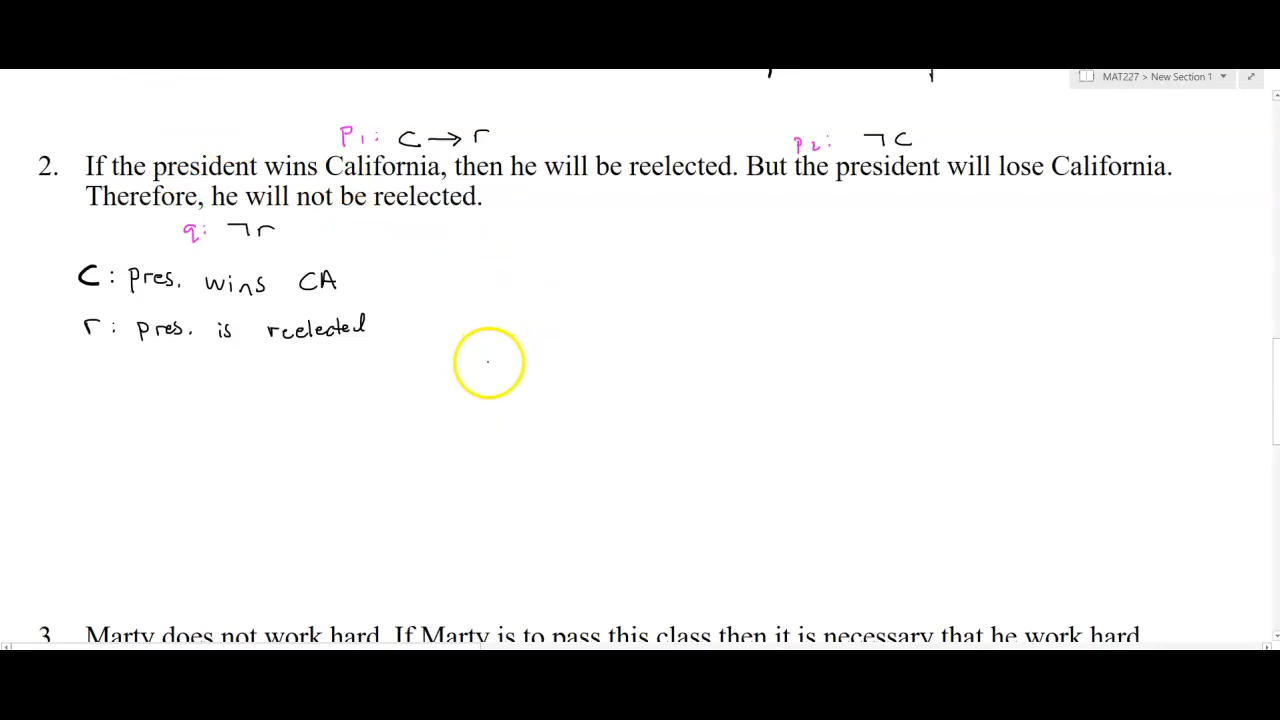 MAT227 > New Section 1
P1: C → r
P2: ¬C
2. If the president wins California, then he will be reelected. But the president will lose California.
Therefore, he will not be reelected.
q: ¬r
C: pres. wins CA
r: pres. is reelected
3. Marty does not work hard. If Marty is to pass this class then it is necessary that he work hard.